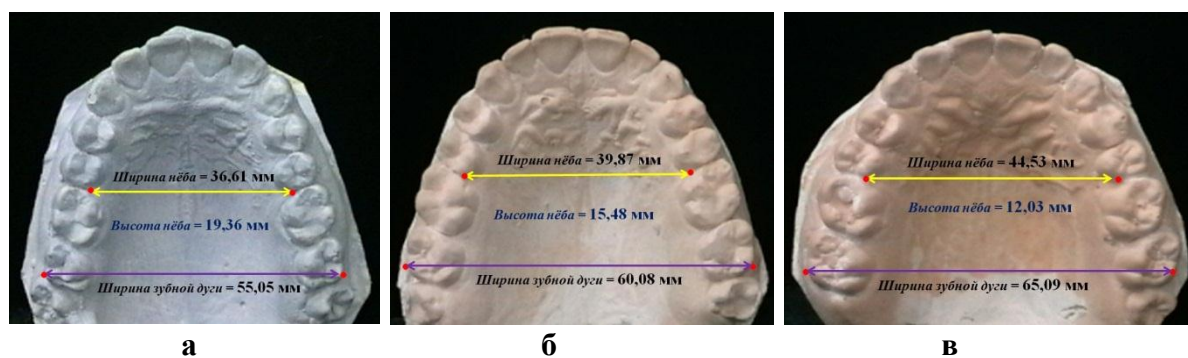 Ширина нёба = 36,61 мм
Высота нёба = 19,36 мм
Ширина зубной дуги = 55,05 мм
а
Ширина нёба = 39,87 мм
Высота нёба = 15,48 мм
Ширина зубной дуги = 60,08 мм
б
Ширина нёба = 44,53 мм
Высота нёба = 12,03 мм
Ширина зубной дуги = 65,09 мм
в